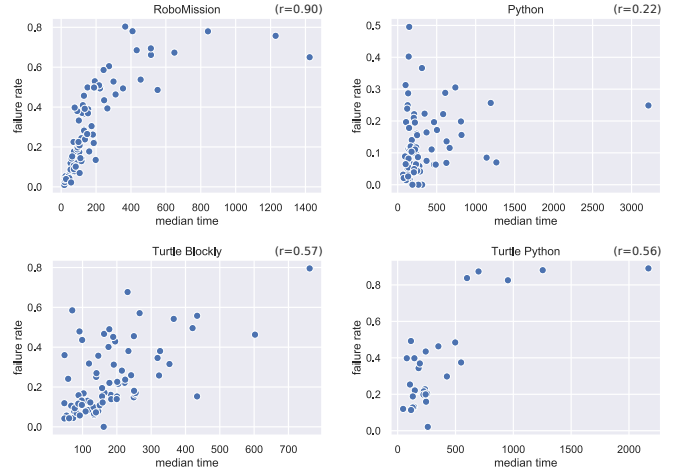 RoboMission (r=0.90)
0.8
0.6
0.4
0.2
0.0
failure rate
0 200 400 600 800 1000 1200 1400
median time
Python (r=0.22)
0.5
0.4
0.3
0.2
0.1
0.0
failure rate
0 500 1000 1500 2000 2500 3000
median time
Turtle Blockly (r=0.57)
0.8
0.6
0.4
0.2
0.0
failure rate
100 200 300 400 500 600 700
median time
Turtle Python (r=0.56)
0.8
0.6
0.4
0.2
0.0
failure rate
0 500 1000 1500 2000
median time